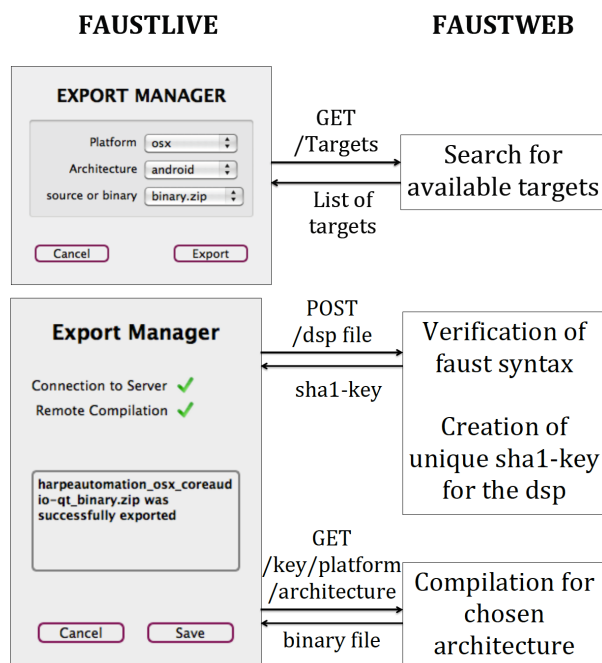 FAUSTLIVE
FAUSTWEB
EXPORT MANAGER
Platform osx
Architecture android
source or binary binary.zip
Cancel Export
GET
/Targets
List of
targets
Search for
available targets
Export Manager
Connection to Server
Remote Compilation
harpeautomation_osx_coreaud
io-qt_binary.zip was
successfully exported
Cancel Save
POST
/dsp file
sha1-key
Verification of
faust syntax
Creation of
unique sha1-key
for the dsp
GET
/key/platform
/architecture
binary file
Compilation for
chosen
architecture